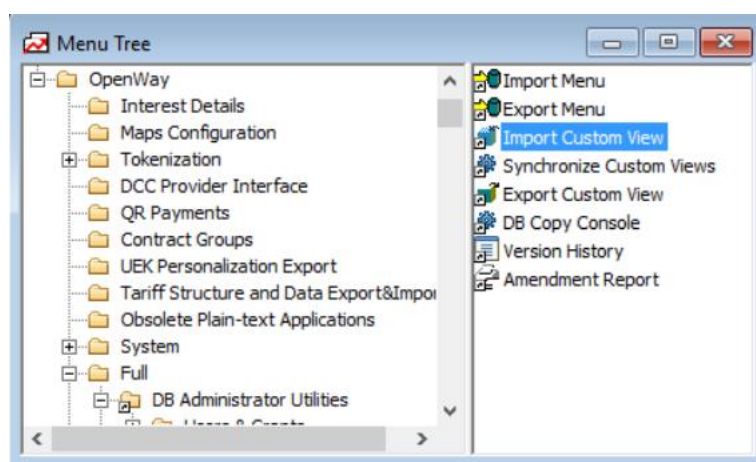 Menu Tree
OpenWay
Interest Details
Maps Configuration
Tokenization
DCC Provider Interface
QR Payments
Contract Groups
UEK Personalization Export
Tariff Structure and Data Export&Impor
Obsolete Plain-text Applications
System
Full
DB Administrator Utilities
Users & Grants
Import Menu
Export Menu
Import Custom View
Synchronize Custom Views
Export Custom View
DB Copy Console
Version History
Amendment Report